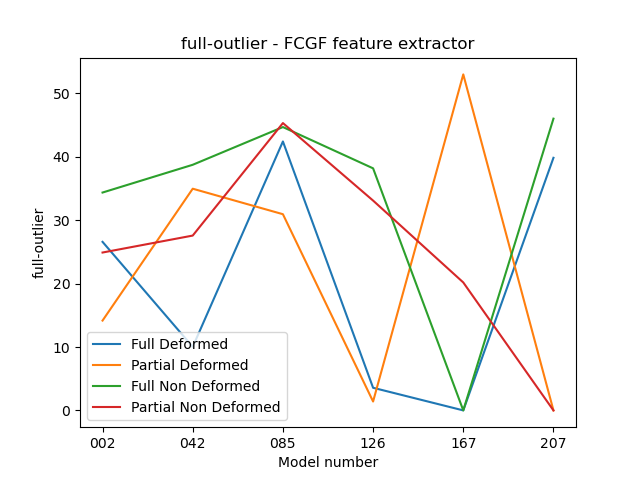 full-outlier - FCGF feature extractor
full-outlier
50
40
30
20
10
0
Full Deformed
Partial Deformed
Full Non Deformed
Partial Non Deformed
002 042 085 126 167 207
Model number